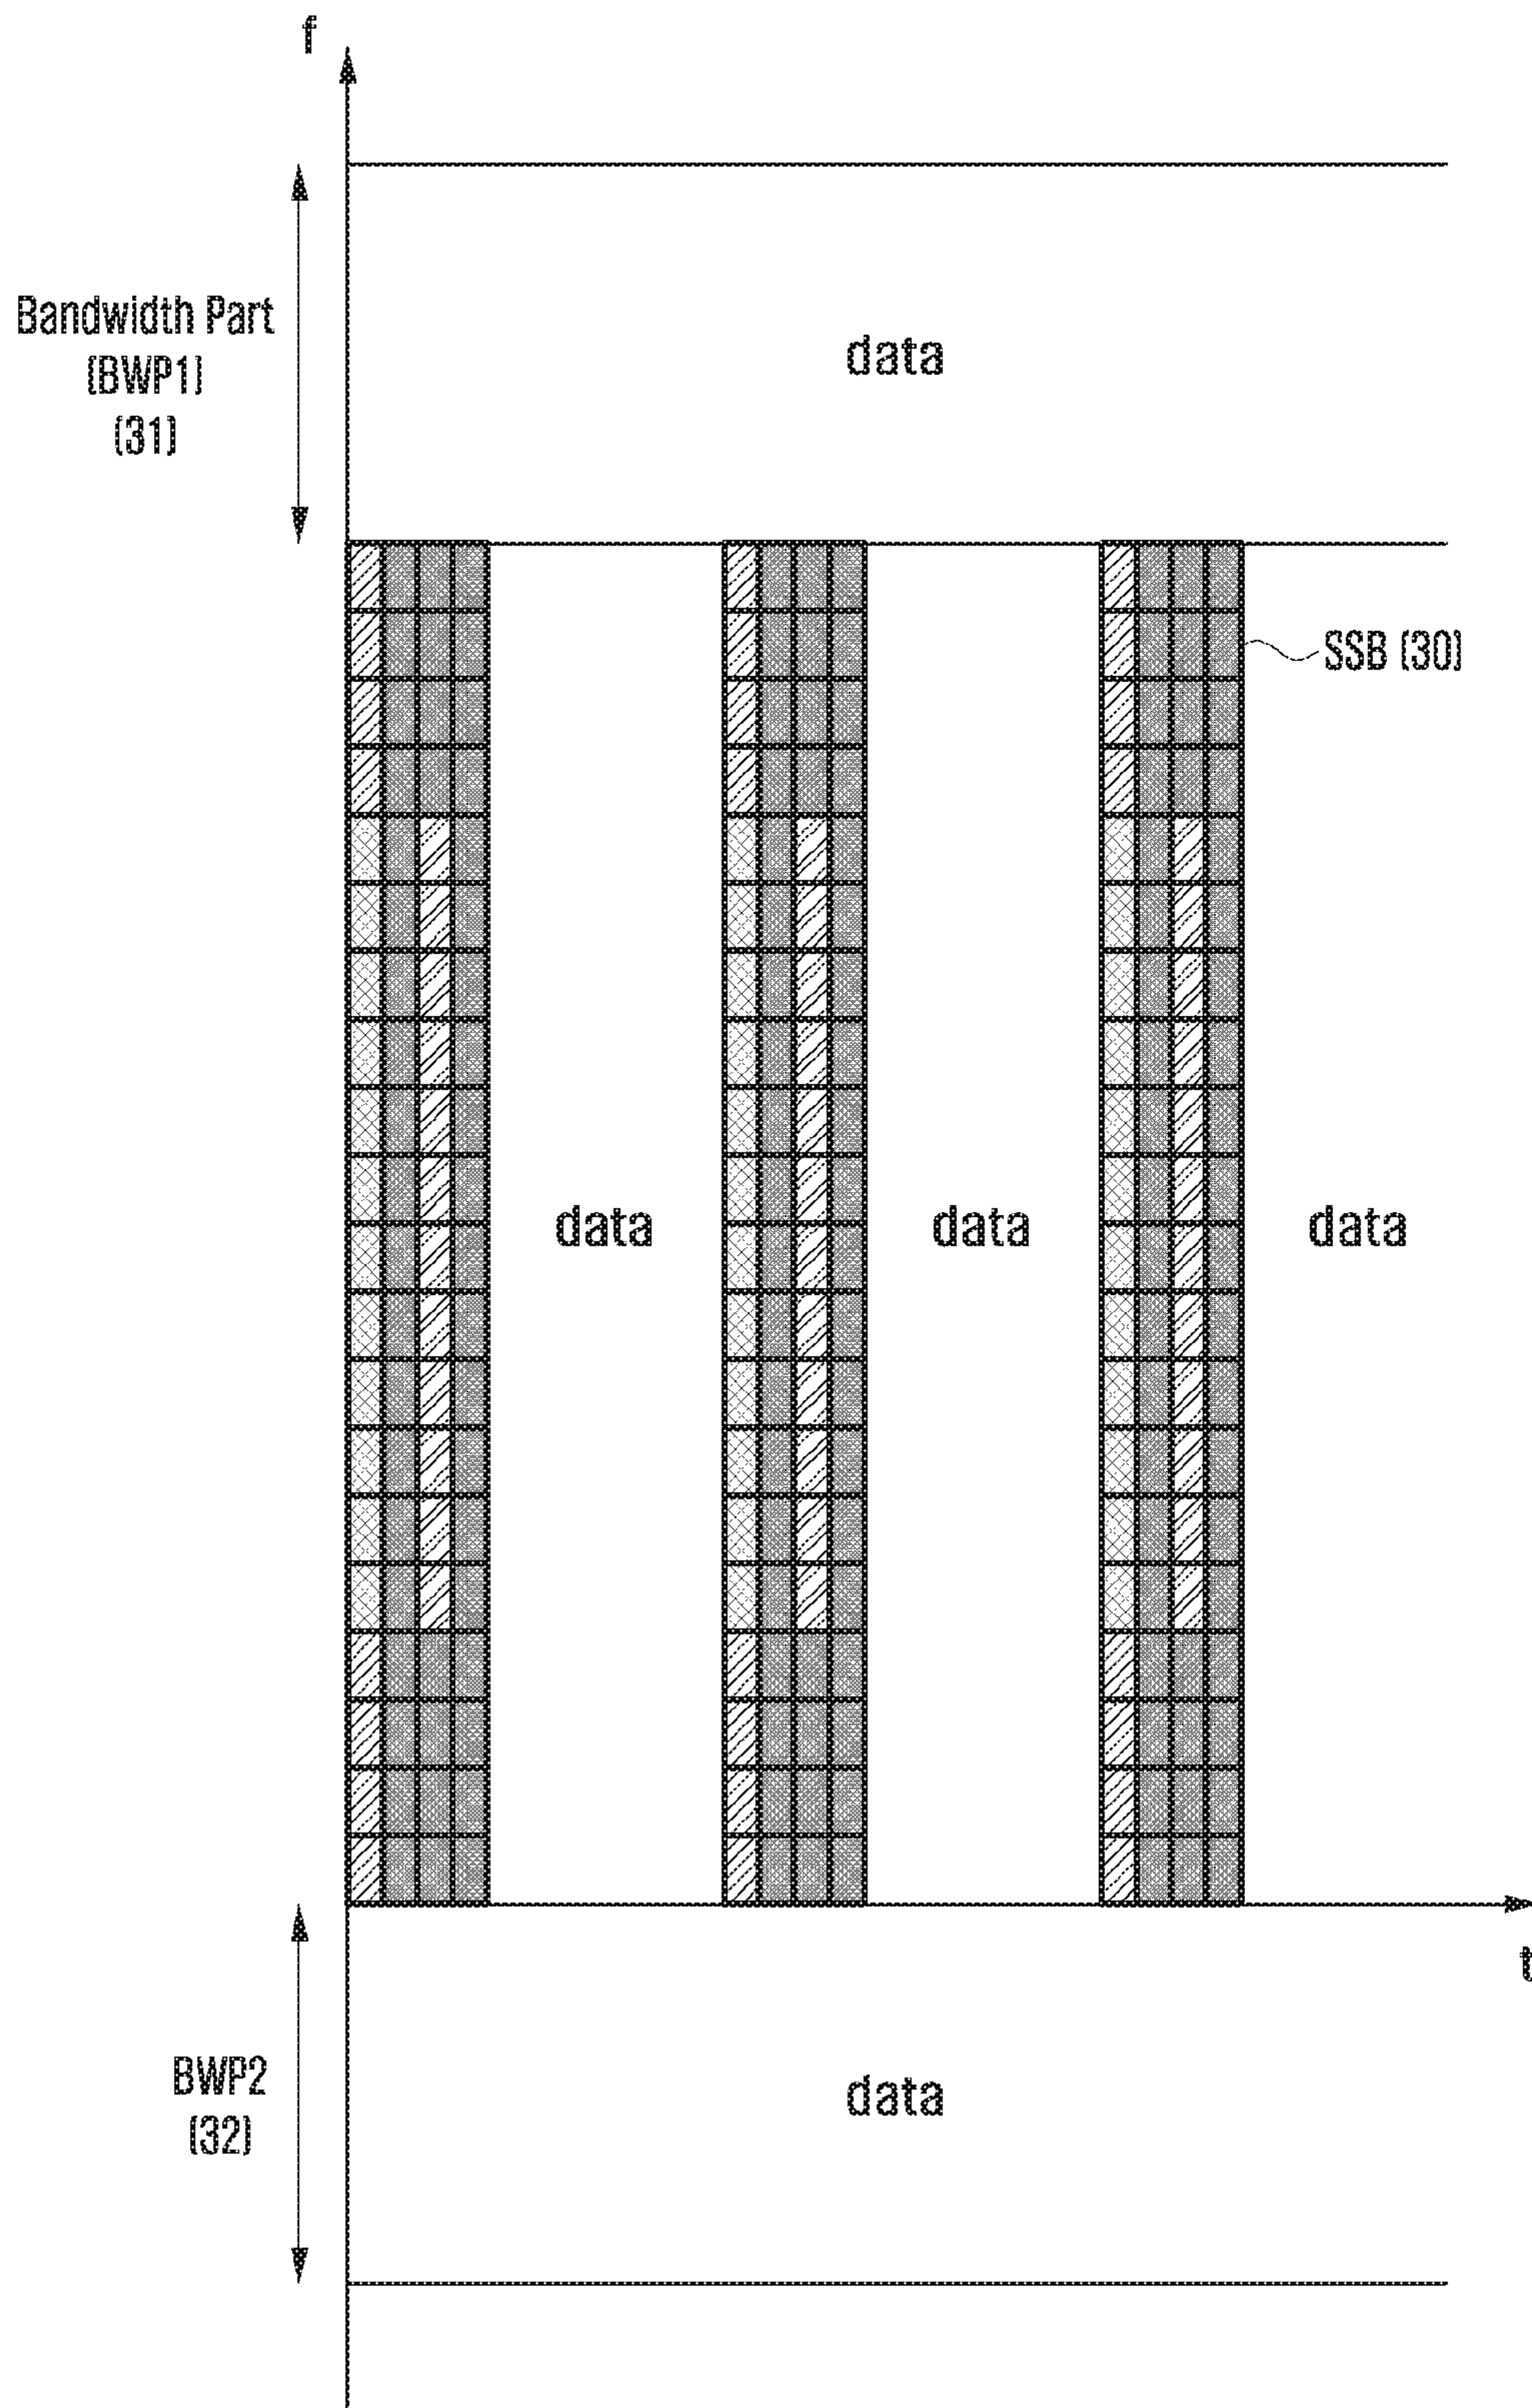 f
Bandwidth Part
(BWP1)
(31)
data
SSB (30)
data
data
data
t
BWP2
(32)
data